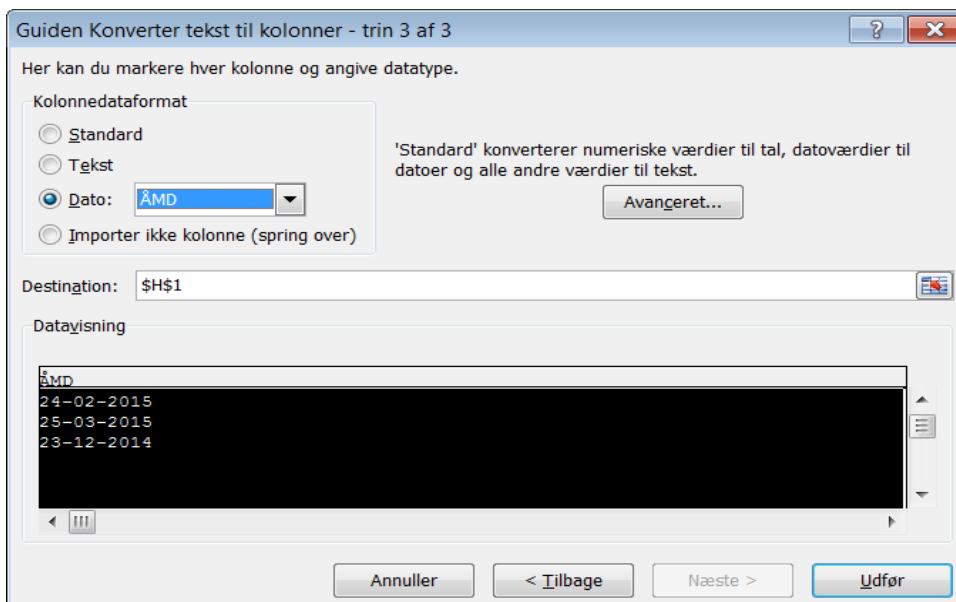 Guiden Konverter tekst til kolonner - trin 3 af 3
Her kan du markere hver kolonne og angive datatype.
Kolonnedataformat
Standard
Tekst
Dato: ÅMD
Importer ikke kolonne (spring over)
'Standard' konverterer numeriske værdier til tal, datoværdier til
datoer og alle andre værdier til tekst.
Avanceret...
Destination: $H$1
Datavisning
ÅMD
24-02-2015
25-03-2015
23-12-2014
Annuller < Tilbage Næste > Udfør